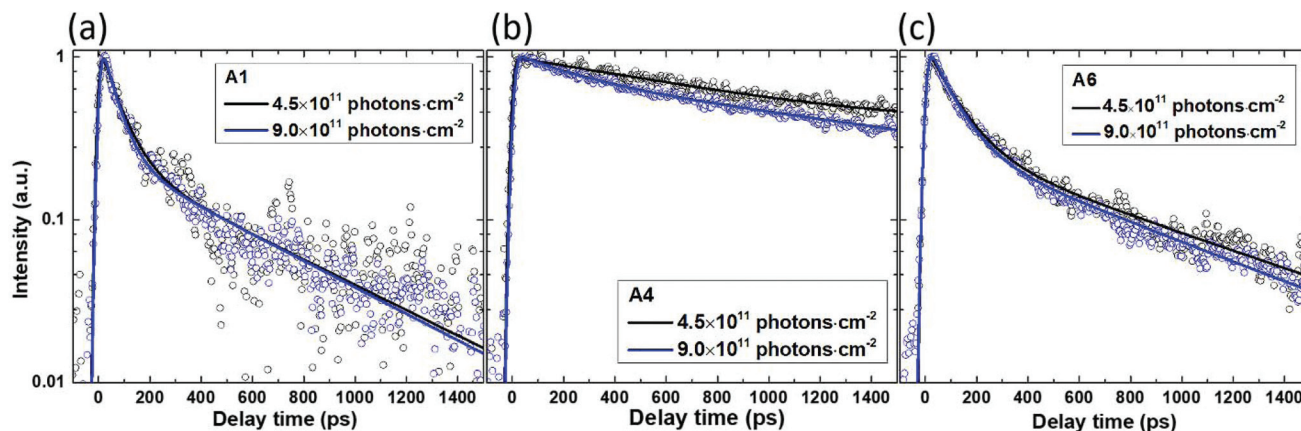 (a)
(b)
(c)
Intensity (a.u.)
1
0.1
0.01
A1
4.5×10¹¹ photons·cm⁻²
9.0×10¹¹ photons·cm⁻²
A4
4.5×10¹¹ photons·cm⁻²
9.0×10¹¹ photons·cm⁻²
A6
4.5×10¹¹ photons·cm⁻²
9.0×10¹¹ photons·cm⁻²
0 200 400 600 800 1000 1200 1400
0 200 400 600 800 1000 1200 1400
0 200 400 600 800 1000 1200 1400
Delay time (ps)
Delay time (ps)
Delay time (ps)